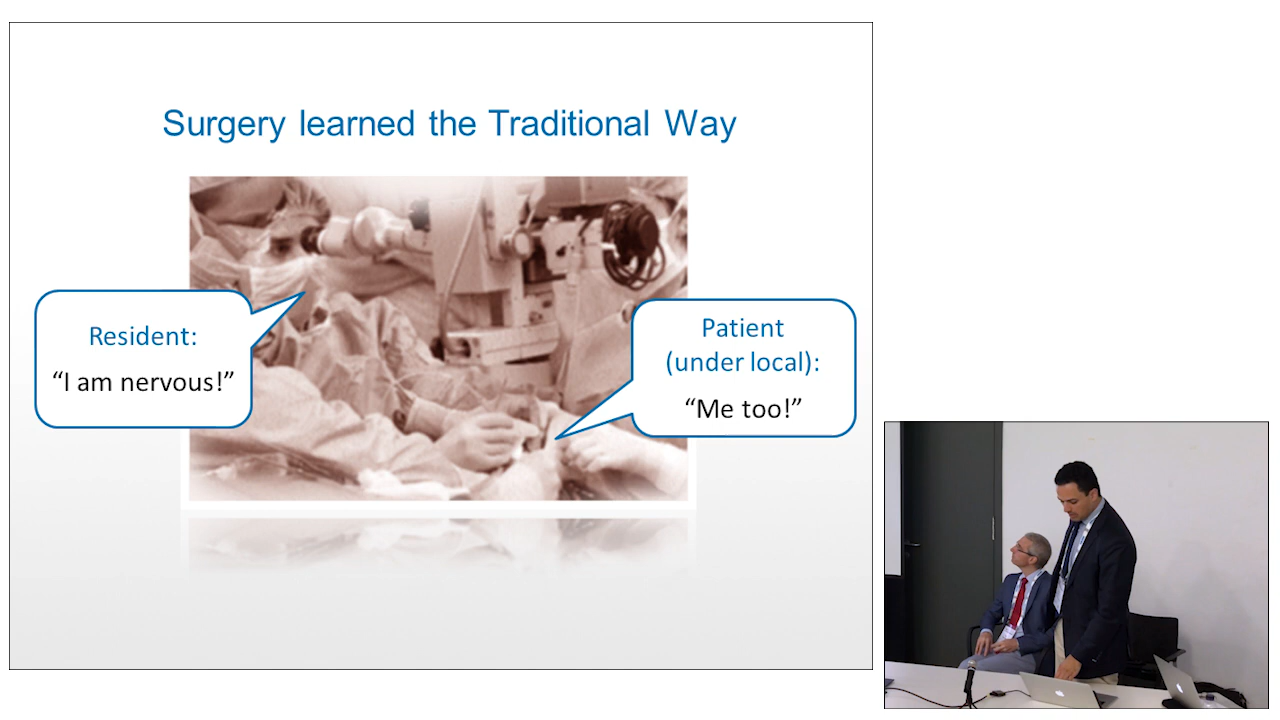 Surgery learned the Traditional Way
Resident:
“I am nervous!”
Patient
(under local):
“Me too!”